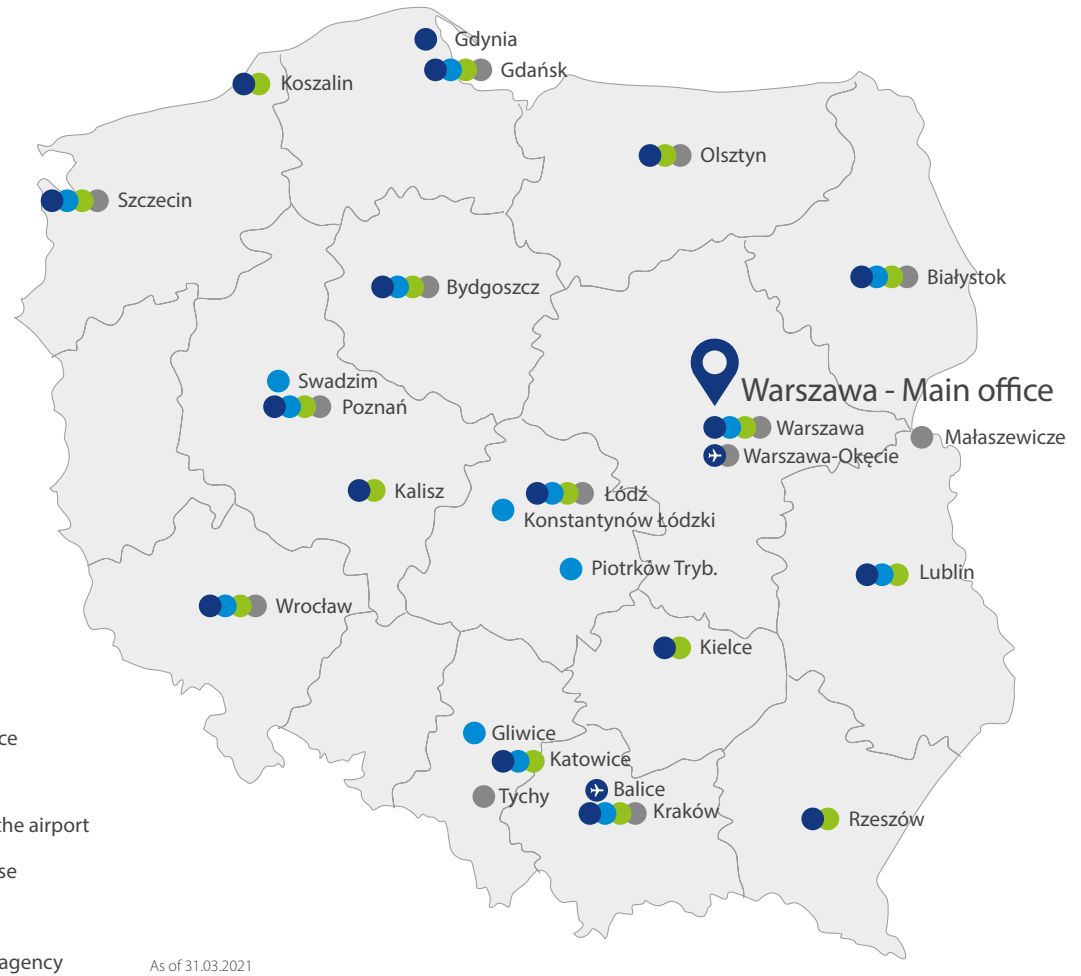 Gdynia
Gdańsk
Koszalin
Olsztyn
Szczecin
Białystok
Bydgoszcz
Swadzim
Poznań
Warszawa - Main office
Warszawa
Małaszewicze
Warszawa-Okęcie
Kalisz
Łódź
Konstantynów Łódzki
Piotrków Tryb.
Lublin
Wrocław
Kielce
Gliwice
ce
Katowice
Balice
Tychy
Kraków
Rzeszów
the airport
se
agency
As of 31.03.2021